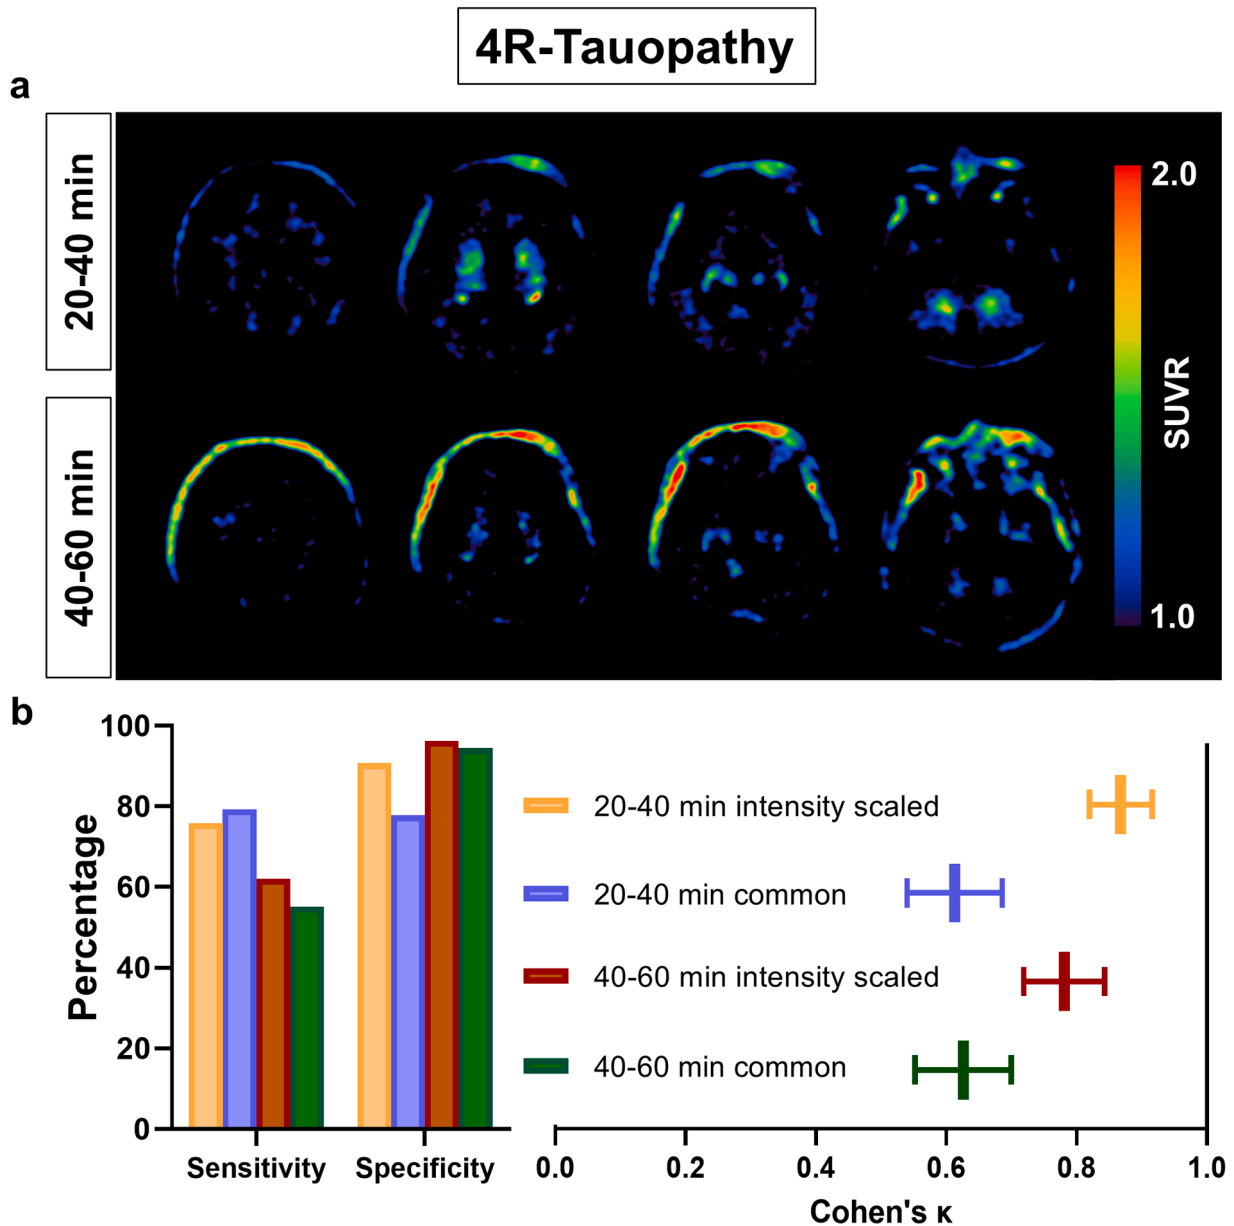 4R-Tauopathy
a
20-40 min
40-60 min
2.0
SUVR
1.0
b
Percentage
100
80
60
40
20
0
Sensitivity
Specificity
20-40 min intensity scaled
20-40 min common
40-60 min intensity scaled
40-60 min common
0.0 0.2 0.4 0.6 0.8 1.0
Cohen's κ